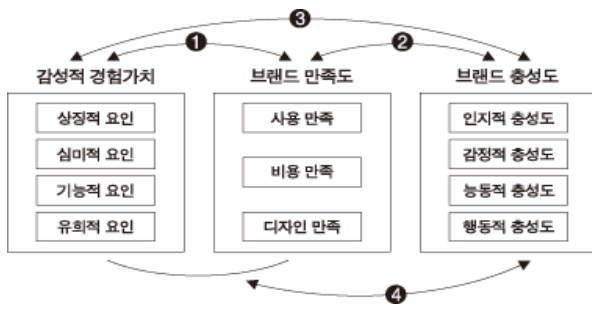 ❸
❶ ❷
감성적 경험가치 브랜드 만족도 브랜드 충성도
상징적 요인 사용 만족 인지적 충성도
심미적 요인 감정적 충성도
비용 만족
기능적 요인 능동적 충성도
유희적 요인 디자인 만족 행동적 충성도
❹